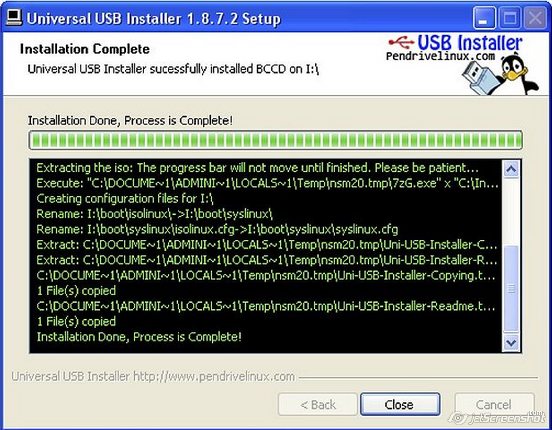 Universal USB Installer 1.8.7.2 Setup
Installation Complete
Universal USB Installer sucessfully installed BCCD on I:\
USB Installer
Pendrivelinux.com
Installation Done, Process is Complete!
Extracting the iso: The progress bar will not move until finished. Please be patient...
Execute: "C:\DOCUME~1\ADMINI~1\LOCALS~1\Temp\nsm20.tmp\7zG.exe" x "C:\In...
Creating configuration files for I:\
Rename: I:\boot\isolinux\->I:\boot\syslinux\
Rename: I:\boot\syslinux\isolinux.cfg->I:\boot\syslinux\syslinux.cfg
Extract: C:\DOCUME~1\ADMINI~1\LOCALS~1\Temp\nsm20.tmp\Uni-USB-Installer-C...
Extract: C:\DOCUME~1\ADMINI~1\LOCALS~1\Temp\nsm20.tmp\Uni-USB-Installer-R...
C:\DOCUME~1\ADMINI~1\LOCALS~1\Temp\nsm20.tmp\Uni-USB-Installer-Copying.t...
1 File(s) copied
C:\DOCUME~1\ADMINI~1\LOCALS~1\Temp\nsm20.tmp\Uni-USB-Installer-Readme.t...
1 File(s) copied
Installation Done, Process is Complete!
Universal USB Installer http://www.pendrivelinux.com
< Back
Close
Cancel
jetScreenshot